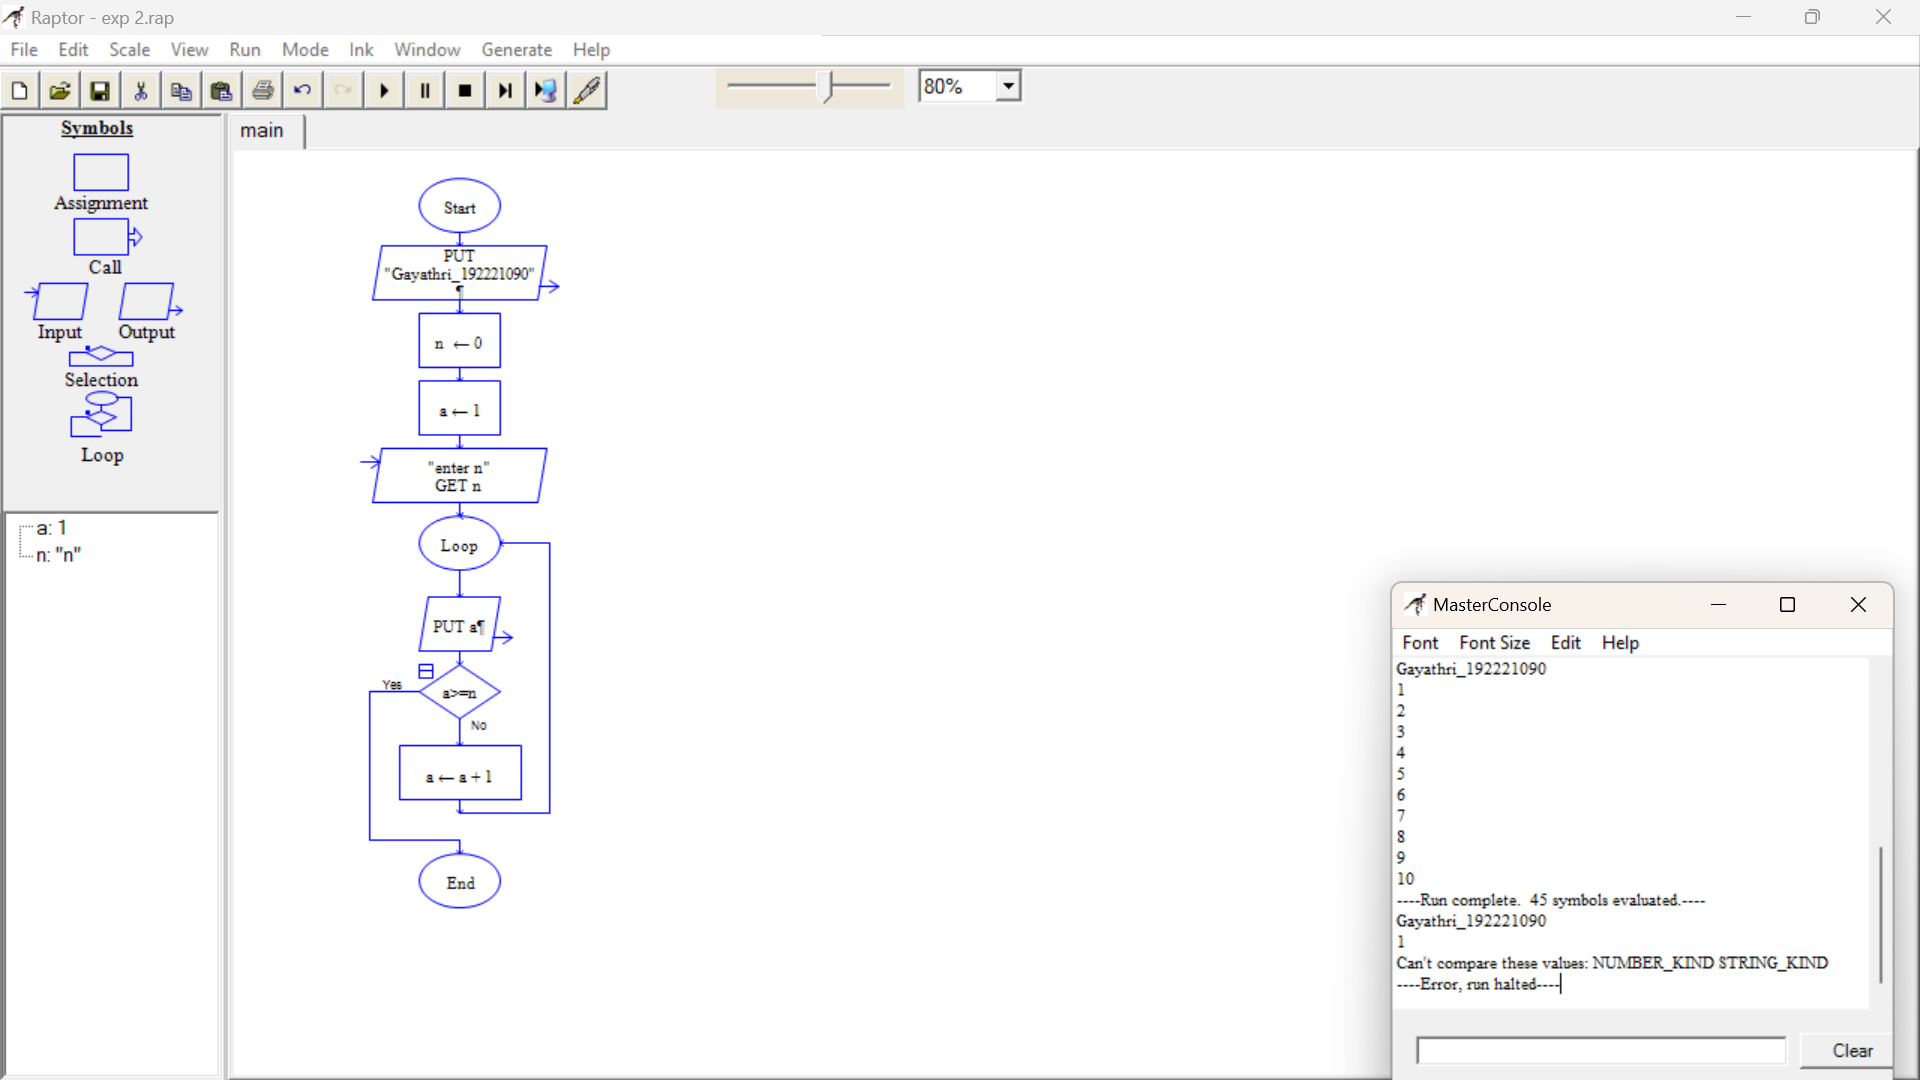 Raptor - exp 2.rap
File Edit Scale View Run Mode Ink Window Generate Help
80%
Symbols
Assignment
Call
Input Output
Selection
Loop
a: 1
n: "n"
main
Start
PUT
"Gayathri_192221090"
¶
n ← 0
a ← 1
"enter n"
GET n
Loop
PUT a¶
Yes
a>=n
No
a ← a + 1
End
MasterConsole
Font Font Size Edit Help
Gayathri_192221090
1
2
3
4
5
6
7
8
9
10
----Run complete. 45 symbols evaluated.----
Gayathri_192221090
1
Can't compare these values: NUMBER_KIND STRING_KIND
----Error, run halted----
Clear